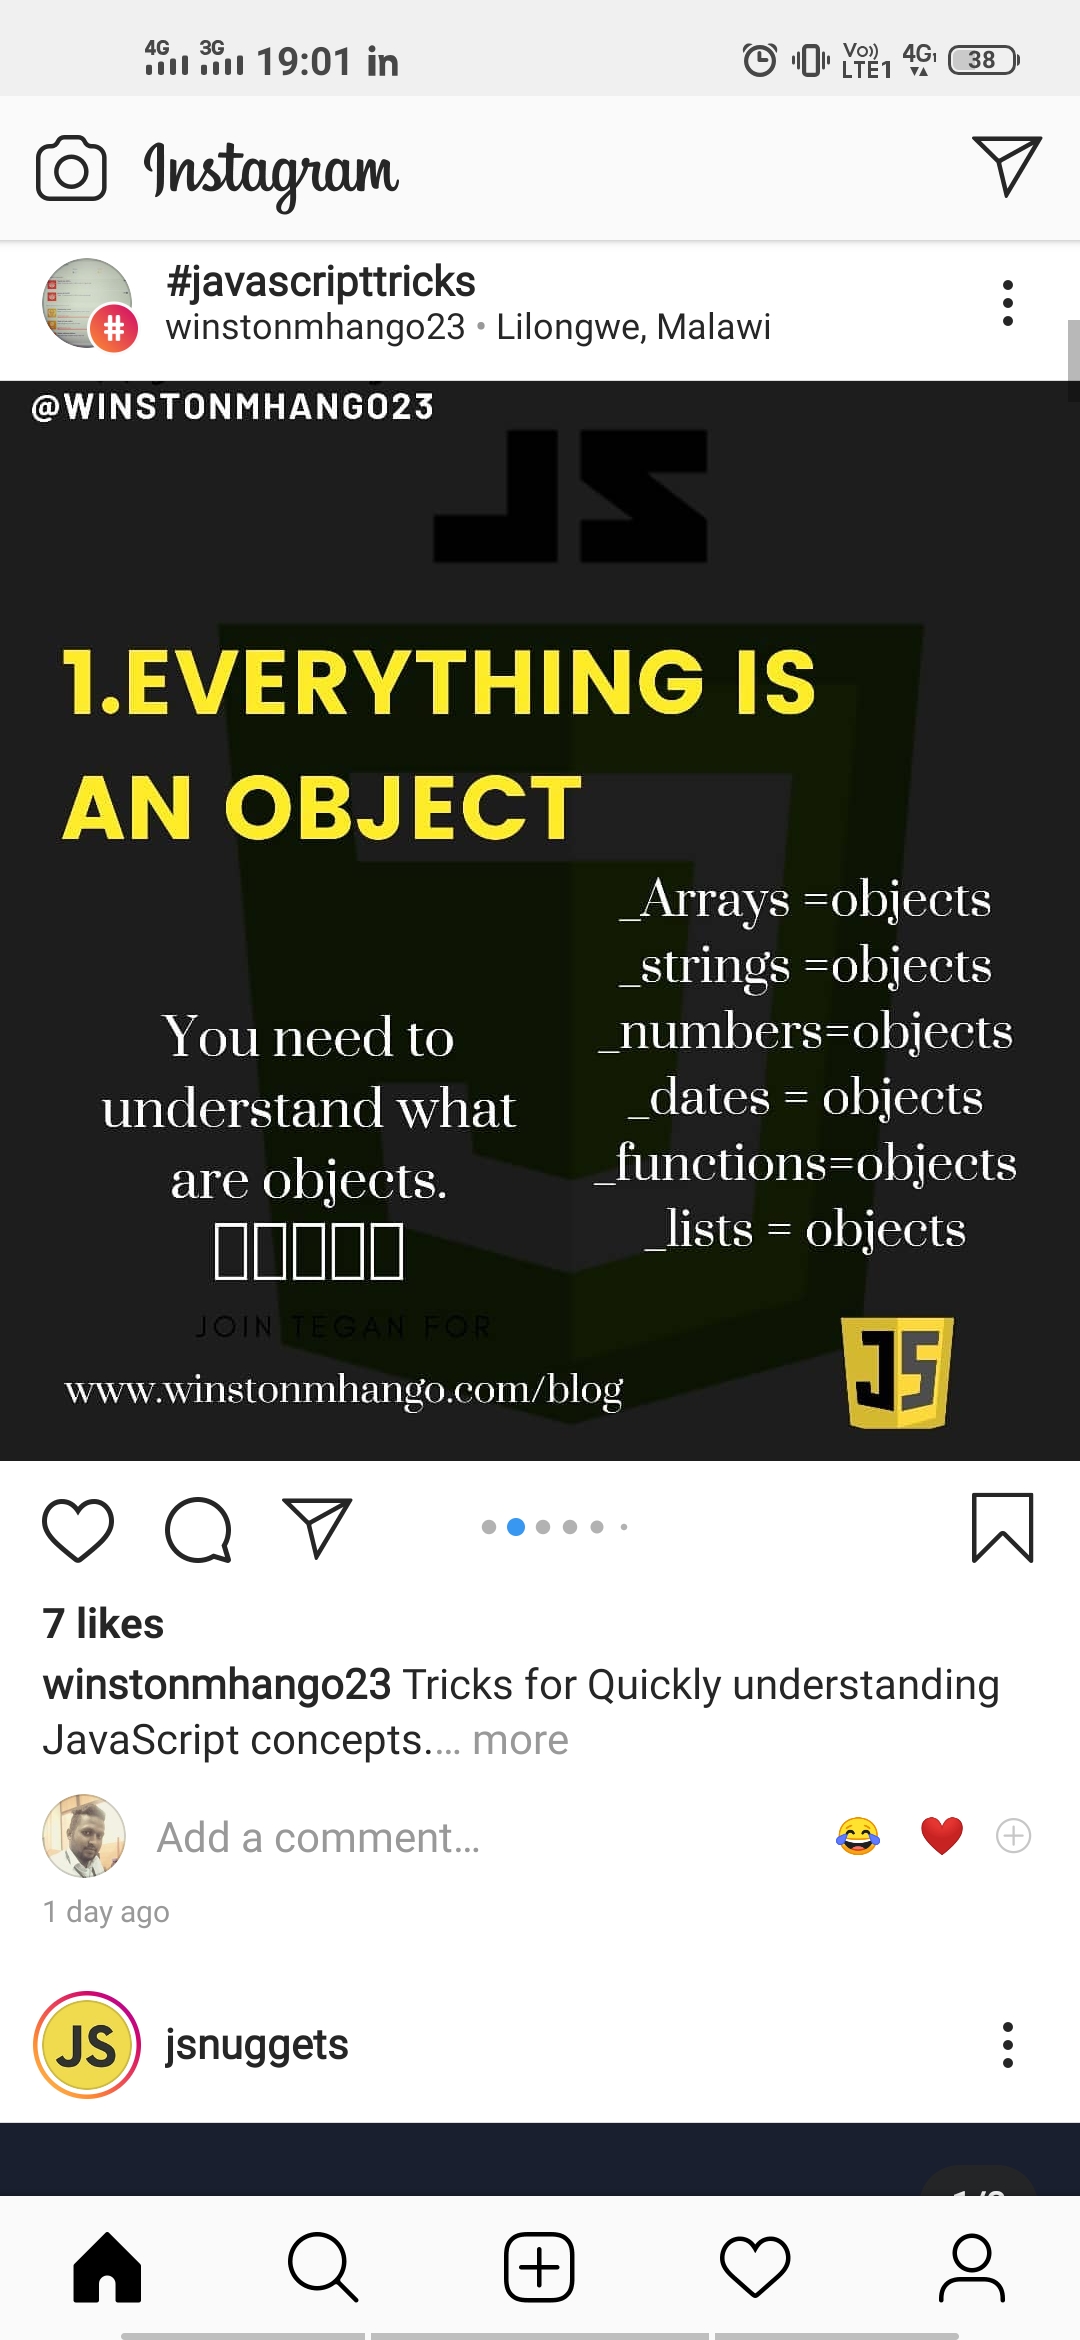 4G 3G 19:01 in Vo)) LTE1 4G 38
Instagram
#javascripttricks
winstonmhango23 • Lilongwe, Malawi
@WINSTONMHANGO23
JS
1.EVERYTHING IS
AN OBJECT
You need to
understand what
are objects.
_Arrays =objects
_strings =objects
_numbers=objects
_dates = objects
_functions=objects
_lists = objects
JOIN TEGAN FOR
www.winstonmhango.com/blog
JS
7 likes
winstonmhango23 Tricks for Quickly understanding
JavaScript concepts.... more
Add a comment...
1 day ago
JS jsnuggets